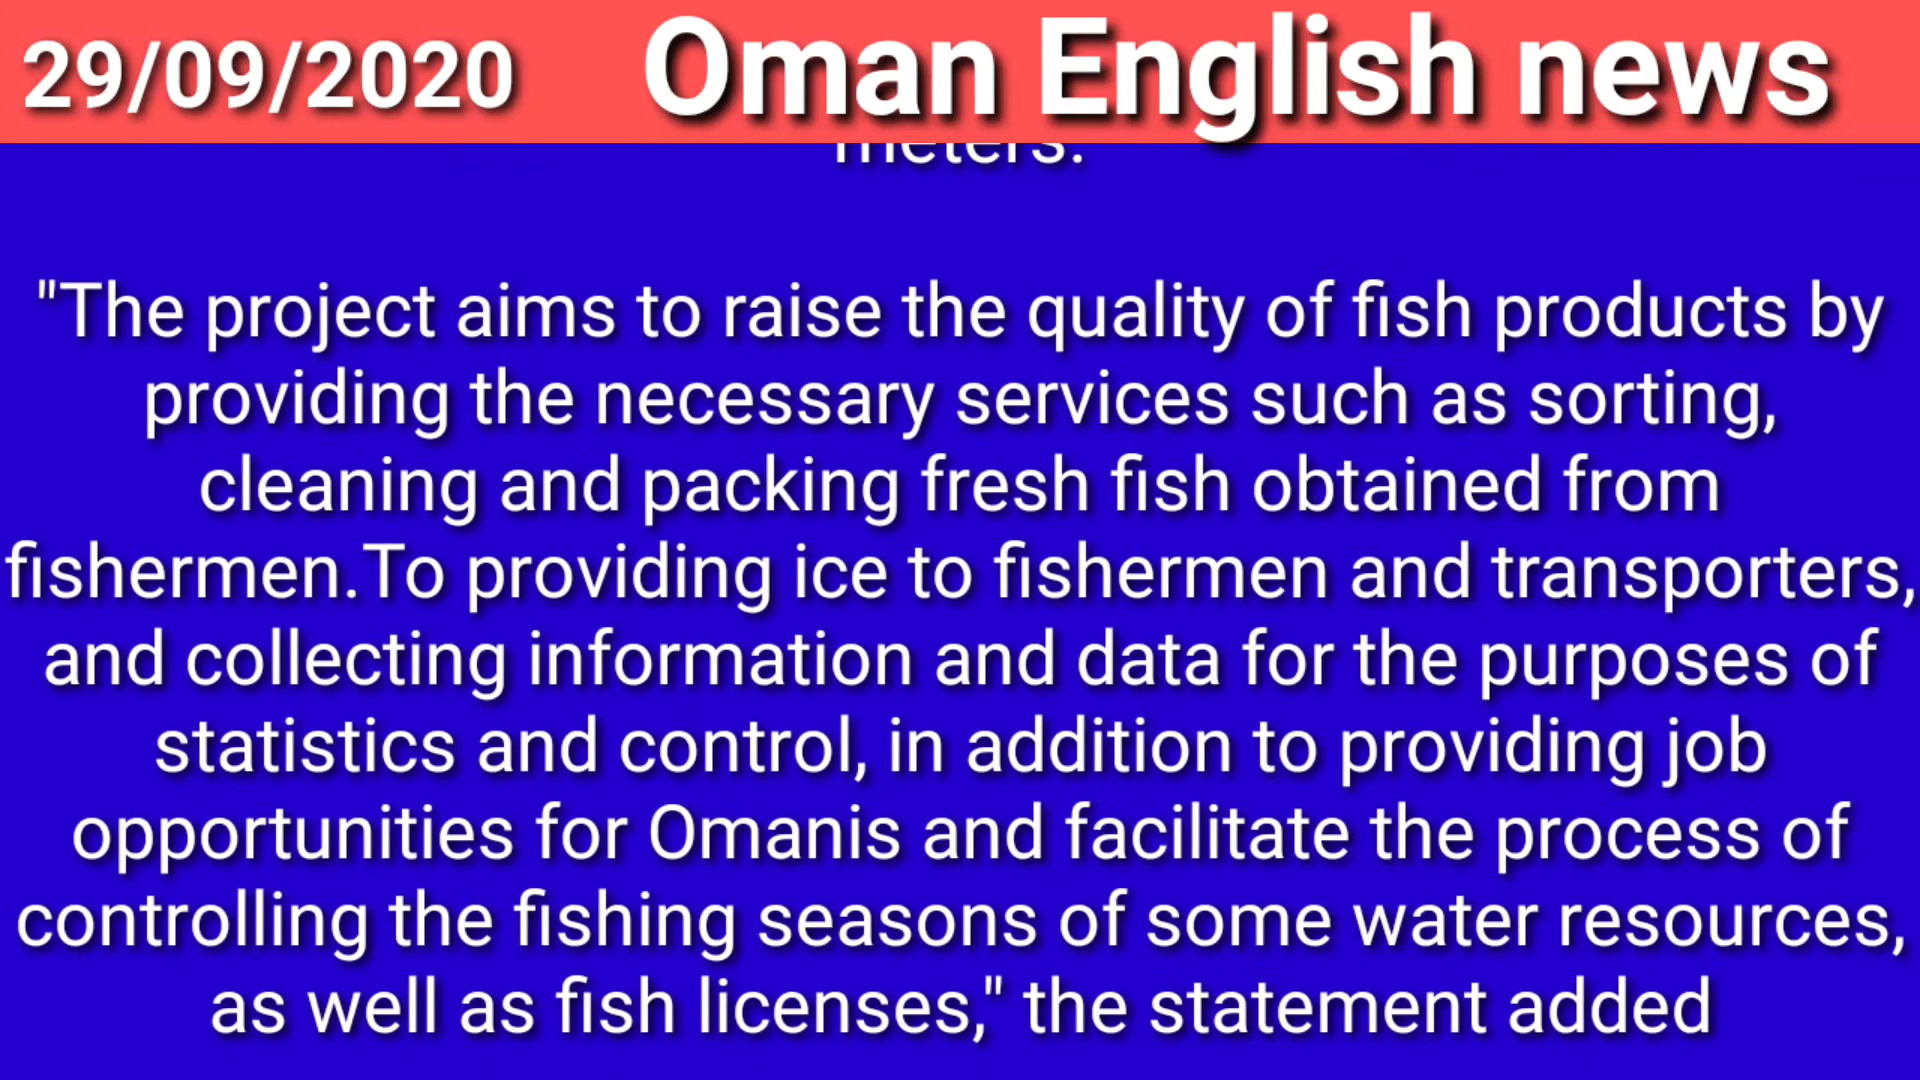 29/09/2020 Oman English news
meters.
"The project aims to raise the quality of fish products by
providing the necessary services such as sorting,
cleaning and packing fresh fish obtained from
fishermen.To providing ice to fishermen and transporters,
and collecting information and data for the purposes of
statistics and control, in addition to providing job
opportunities for Omanis and facilitate the process of
controlling the fishing seasons of some water resources,
as well as fish licenses," the statement added